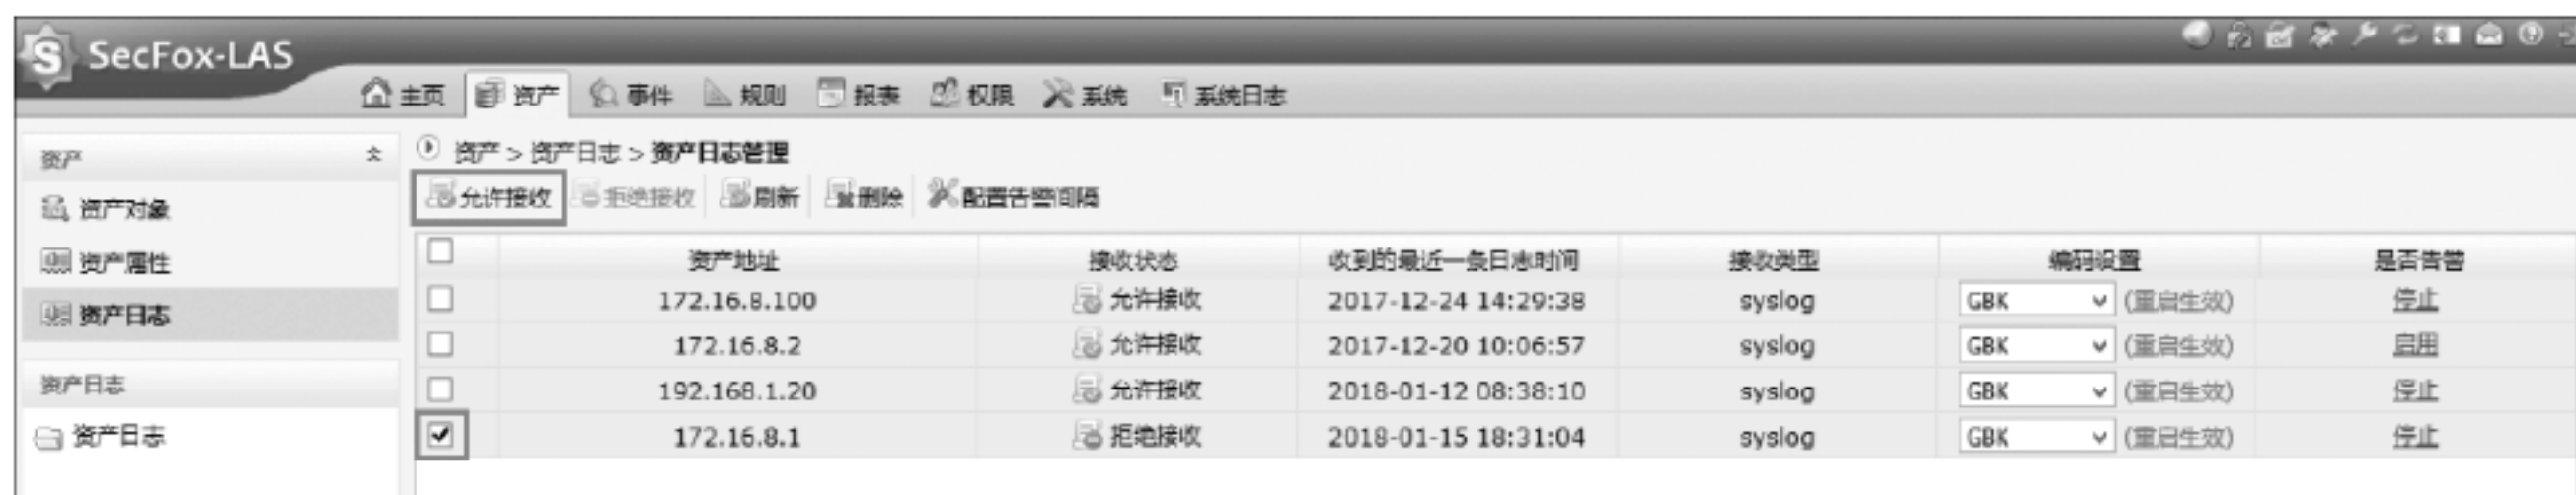 SecFox-LAS
主页 资产 事件 规则 报表 权限 系统 系统日志
资产
资产对象
资产属性
资产日志
资产日志
资产日志
资产 > 资产日志 > 资产日志管理
允许接收 拒绝接收 刷新 删除 配置告警间隔
资产地址 接收状态 收到的最近一条日志时间 接收类型 编码设置 是否告警
172.16.8.100 允许接收 2017-12-24 14:29:38 syslog GBK (重启生效) 停止
172.16.8.2 允许接收 2017-12-20 10:06:57 syslog GBK (重启生效) 启用
192.168.1.20 允许接收 2018-01-12 08:38:10 syslog GBK (重启生效) 停止
172.16.8.1 拒绝接收 2018-01-15 18:31:04 syslog GBK (重启生效) 停止